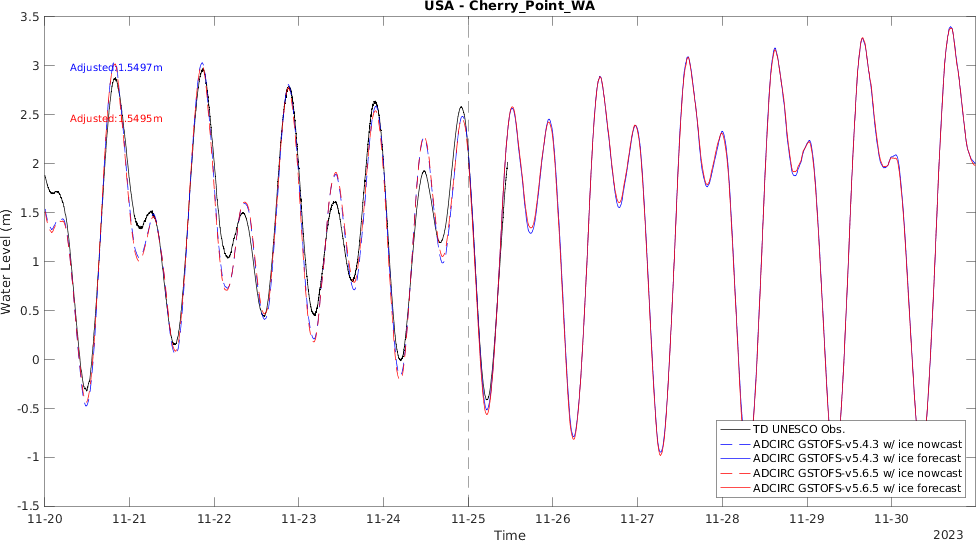 USA - Cherry_Point_WA
3.5
3
2.5
2
1.5
1
0.5
0
-0.5
-1
-1.5
Water Level (m)
Adjusted:1.5497m
Adjusted:1.5495m
TD UNESCO Obs.
ADCIRC GSTOFS-v5.4.3 w/ ice nowcast
ADCIRC GSTOFS-v5.4.3 w/ ice forecast
ADCIRC GSTOFS-v5.6.5 w/ ice nowcast
ADCIRC GSTOFS-v5.6.5 w/ ice forecast
11-20 11-21 11-22 11-23 11-24 11-25 11-26 11-27 11-28 11-29 11-30
Time
2023